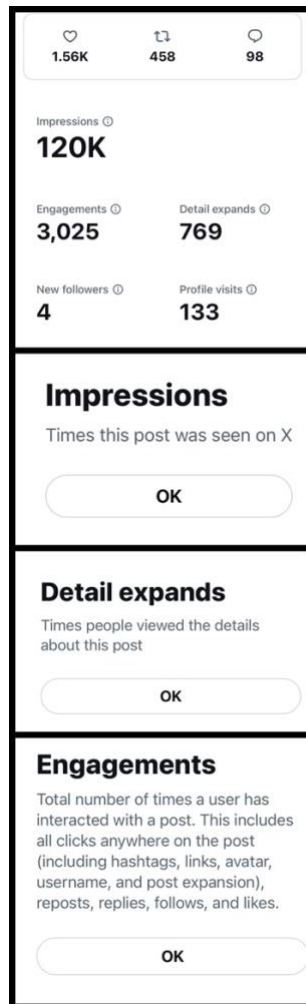 1.56K 458 98
Impressions
120K
Engagements Detail expands
3,025 769
New followers Profile visits
4 133
Impressions
Times this post was seen on X
OK
Detail expands
Times people viewed the details
about this post
OK
Engagements
Total number of times a user has
interacted with a post. This includes
all clicks anywhere on the post
(including hashtags, links, avatar,
username, and post expansion),
reposts, replies, follows, and likes.
OK